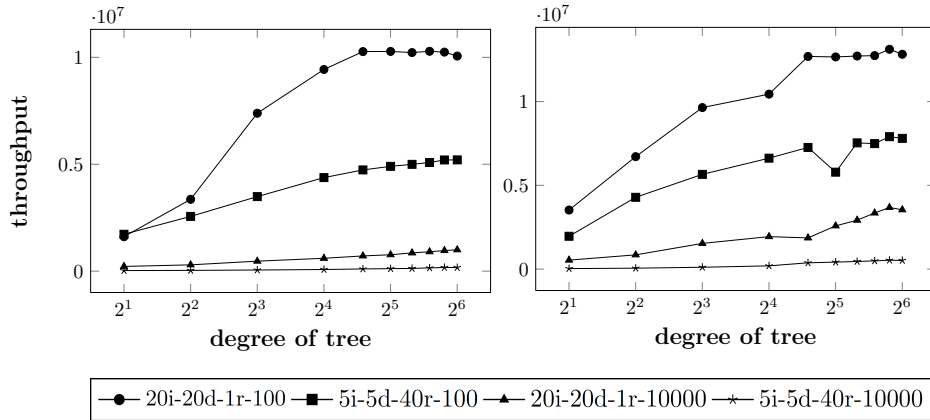 ·10^7
·10^7
1
0.5
0
throughput
2^1 2^2 2^3 2^4 2^5 2^6
degree of tree
1
0.5
0
2^1 2^2 2^3 2^4 2^5 2^6
degree of tree
20i-20d-1r-100 5i-5d-40r-100 20i-20d-1r-10000 5i-5d-40r-10000